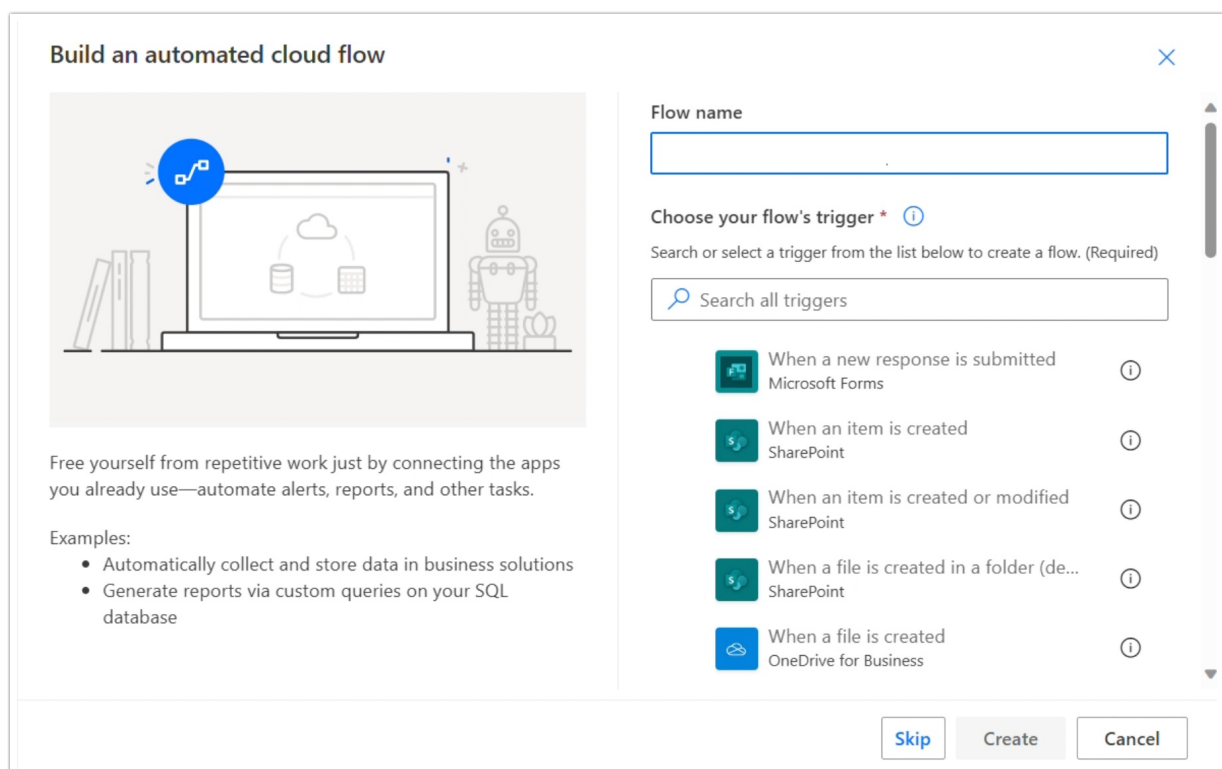 Build an automated cloud flow
Free yourself from repetitive work just by connecting the apps
you already use—automate alerts, reports, and other tasks.
Examples:
• Automatically collect and store data in business solutions
• Generate reports via custom queries on your SQL
database
Flow name
Choose your flow's trigger *
Search or select a trigger from the list below to create a flow. (Required)
Search all triggers
When a new response is submitted
Microsoft Forms
When an item is created
SharePoint
When an item is created or modified
SharePoint
When a file is created in a folder (de...
SharePoint
When a file is created
OneDrive for Business
Skip
Create
Cancel